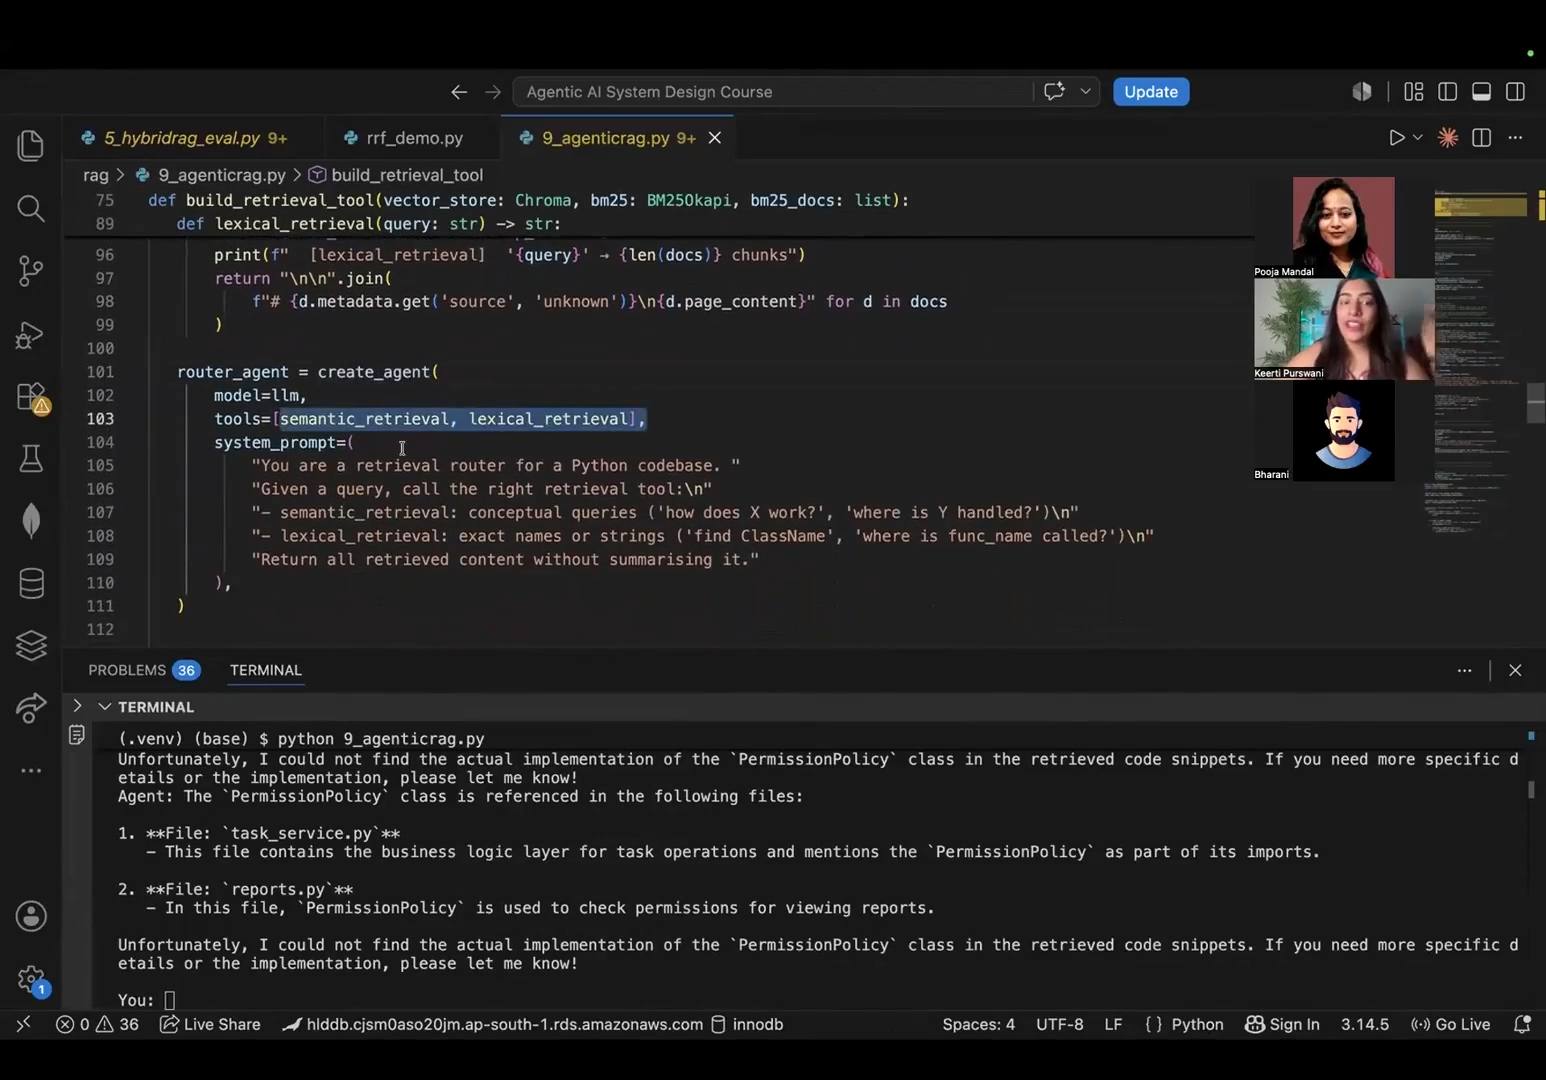 Agentic AI System Design Course
Update
5_hybridrag_eval.py 9+
rrf_demo.py
9_agenticrag.py 9+
rag > 9_agenticrag.py > build_retrieval_tool
75 def build_retrieval_tool(vector_store: Chroma, bm25: BM25Okapi, bm25_docs: list):
89 def lexical_retrieval(query: str) -> str:
96 print(f" [lexical_retrieval] '{query}' → {len(docs)} chunks")
97 return "\n\n".join(
98 f"# {d.metadata.get('source', 'unknown')}\n{d.page_content}" for d in docs
99 )
100
101 router_agent = create_agent(
102 model=llm,
103 tools=[semantic_retrieval, lexical_retrieval],
104 system_prompt=(
105 "You are a retrieval router for a Python codebase. "
106 "Given a query, call the right retrieval tool:\n"
107 "- semantic_retrieval: conceptual queries ('how does X work?', 'where is Y handled?')\n"
108 "- lexical_retrieval: exact names or strings ('find ClassName', 'where is func_name called?')\n"
109 "Return all retrieved content without summarising it."
110 ),
111 )
112
Pooja Mandal
Keerti Purswani
Bharani
PROBLEMS 36 TERMINAL
TERMINAL
(.venv) (base) $ python 9_agenticrag.py
Unfortunately, I could not find the actual implementation of the `PermissionPolicy` class in the retrieved code snippets. If you need more specific d
etails or the implementation, please let me know!
Agent: The `PermissionPolicy` class is referenced in the following files:
1. **File: `task_service.py`**
- This file contains the business logic layer for task operations and mentions the `PermissionPolicy` as part of its imports.
2. **File: `reports.py`**
- In this file, `PermissionPolicy` is used to check permissions for viewing reports.
Unfortunately, I could not find the actual implementation of the `PermissionPolicy` class in the retrieved code snippets. If you need more specific d
etails or the implementation, please let me know!
You:
1
0 36 Live Share hlddb.cjsm0aso20jm.ap-south-1.rds.amazonaws.com innodb Spaces: 4 UTF-8 LF { } Python Sign In 3.14.5 Go Live